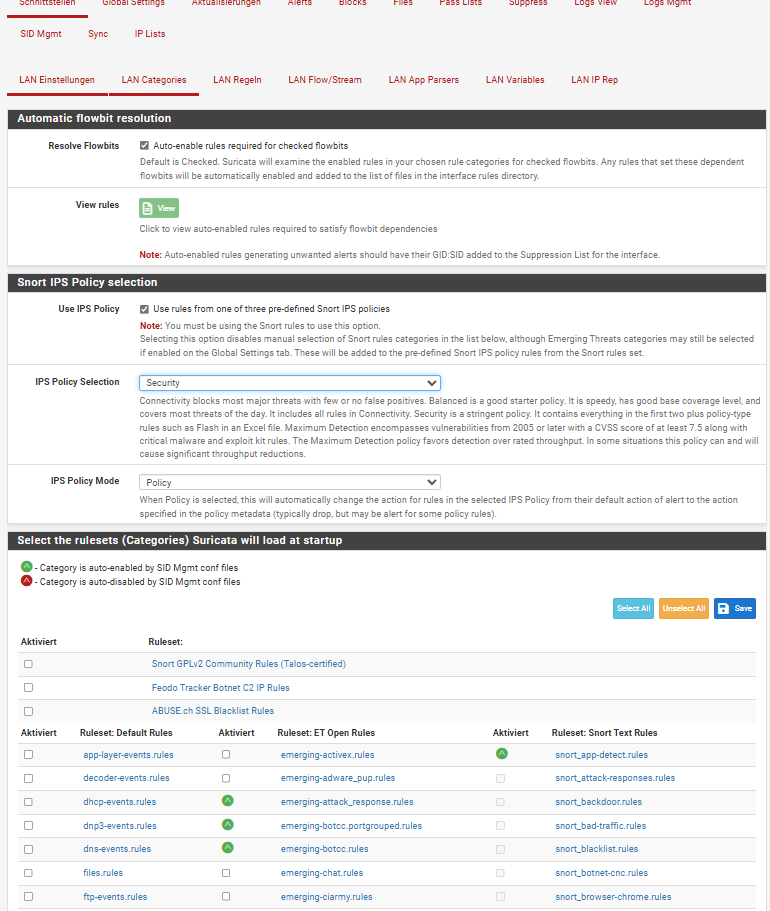 Schnittstellen Global Settings Aktualisierungen Alerts Blocks Files Pass Lists Suppress Logs View Logs Mgmt
SID Mgmt Sync IP Lists
LAN Einstellungen LAN Categories LAN Regeln LAN Flow/Stream LAN App Parsers LAN Variables LAN IP Rep
Automatic flowbit resolution
Resolve Flowbits Auto-enable rules required for checked flowbits
Default is Checked. Suricata will examine the enabled rules in your chosen rule categories for checked flowbits. Any rules that set these dependent
flowbits will be automatically enabled and added to the list of files in the interface rules directory.
View rules View
Click to view auto-enabled rules required to satisfy flowbit dependencies
Note: Auto-enabled rules generating unwanted alerts should have their GID:SID added to the Suppression List for the interface.
Snort IPS Policy selection
Use IPS Policy Use rules from one of three pre-defined Snort IPS policies
Note: You must be using the Snort rules to use this option.
Selecting this option disables manual selection of Snort rules categories in the list below, although Emerging Threats categories may still be selected
if enabled on the Global Settings tab. These will be added to the pre-defined Snort IPS policy rules from the Snort rules set.
IPS Policy Selection Security
Connectivity blocks most major threats with few or no false positives. Balanced is a good starter policy. It is speedy, has good base coverage level, and
covers most threats of the day. It includes all rules in Connectivity. Security is a stringent policy. It contains everything in the first two plus policy-type
rules such as Flash in an Excel file. Maximum Detection encompasses vulnerabilities from 2005 or later with a CVSS score of at least 7.5 along with
critical malware and exploit kit rules. The Maximum Detection policy favors detection over rated throughput. In some situations this policy can and will
cause significant throughput reductions.
IPS Policy Mode Policy
When Policy is selected, this will automatically change the action for rules in the selected IPS Policy from their default action of alert to the action
specified in the policy metadata (typically drop, but may be alert for some policy rules).
Select the rulesets (Categories) Suricata will load at startup
- Category is auto-enabled by SID Mgmt conf files
- Category is auto-disabled by SID Mgmt conf files
Select All Unselect All Save
Aktiviert Ruleset:
Snort GPLv2 Community Rules (Talos-certified)
Feodo Tracker Botnet C2 IP Rules
ABUSE.ch SSL Blacklist Rules
Aktiviert Ruleset: Default Rules Aktiviert Ruleset: ET Open Rules Aktiviert Ruleset: Snort Text Rules
app-layer-events.rules emerging-activex.rules snort_app-detect.rules
decoder-events.rules emerging-adware_pup.rules snort_attack-responses.rules
dhcp-events.rules emerging-attack_response.rules snort_backdoor.rules
dnp3-events.rules emerging-botcc.portgrouped.rules snort_bad-traffic.rules
dns-events.rules emerging-botcc.rules snort_blacklist.rules
files.rules emerging-chat.rules snort_botnet-cnc.rules
ftp-events.rules emerging-ciarmy.rules snort_browser-chrome.rules